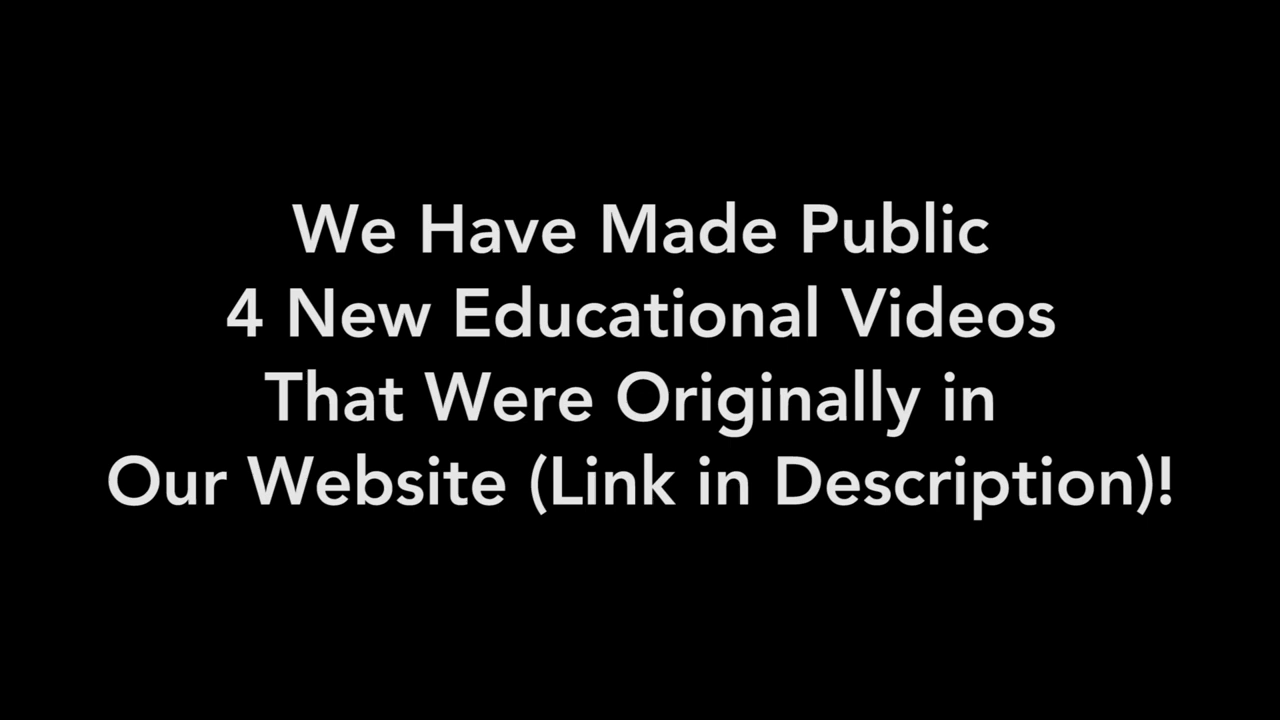 We Have Made Public
4 New Educational Videos
That Were Originally in
Our Website (Link in Description)!